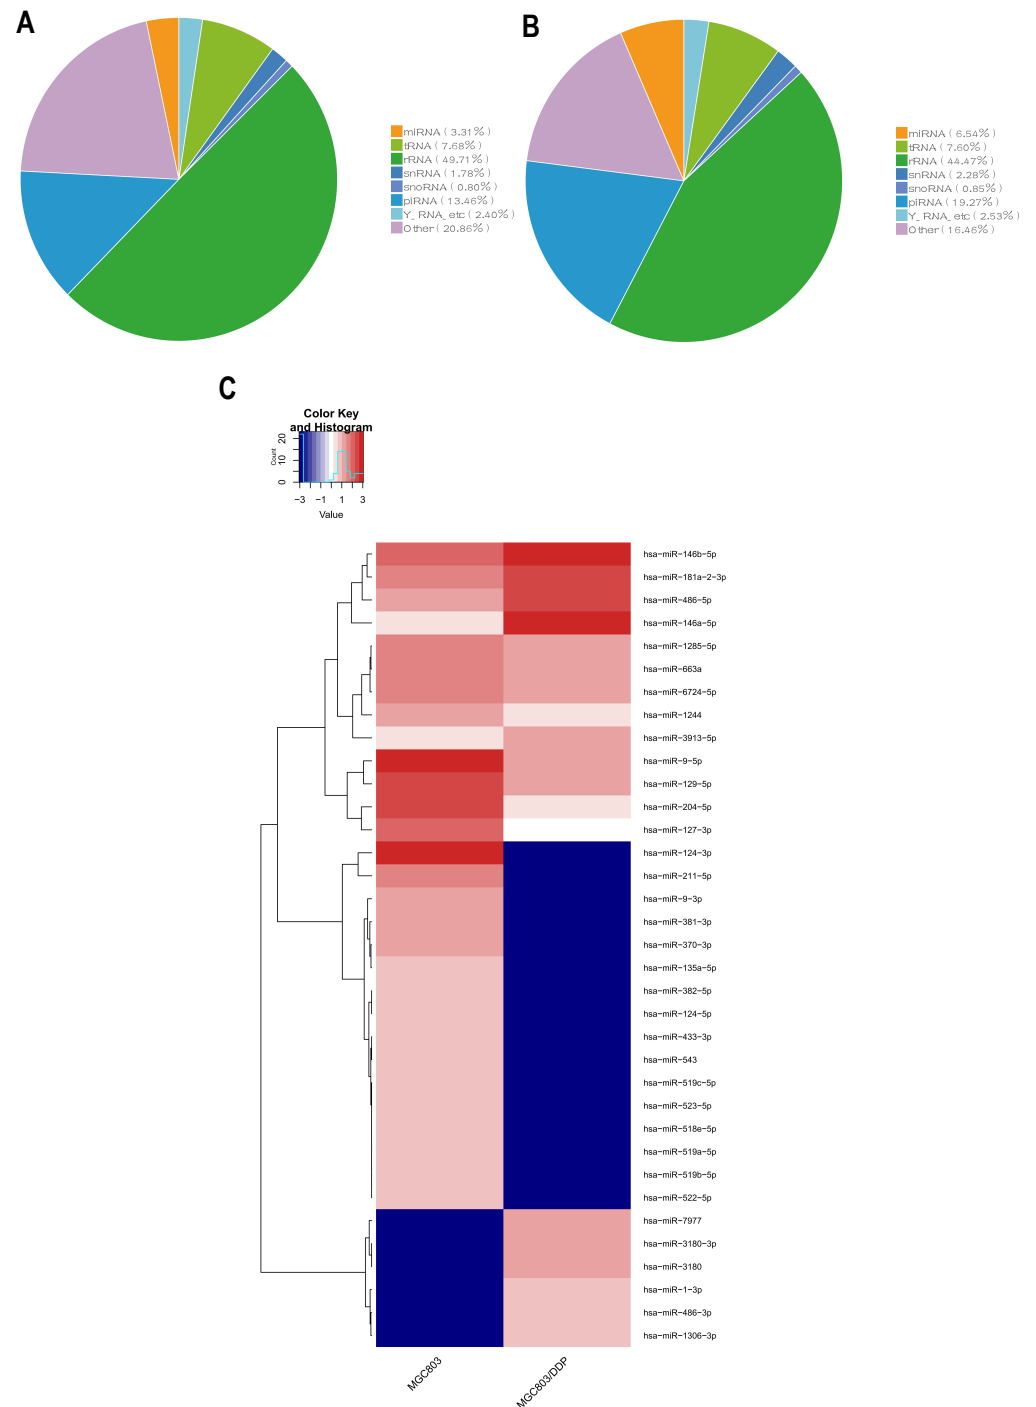 A
miRNA ( 3.31% )
tRNA ( 7.68% )
rRNA ( 49.71% )
snRNA ( 1.78% )
snoRNA ( 0.80% )
piRNA ( 13.46% )
Y_ RNA_ etc ( 2.40% )
Other ( 20.86% )
B
miRNA ( 6.54% )
tRNA ( 7.60% )
rRNA ( 44.47% )
snRNA ( 2.28% )
snoRNA ( 0.85% )
piRNA ( 19.27% )
Y_ RNA_ etc ( 2.53% )
Other ( 16.46% )
C
Color Key
and Histogram
Count
0 10 20
−3 −1 1 3
Value
hsa−miR−146b−5p
hsa−miR−181a−2−3p
hsa−miR−486−5p
hsa−miR−146a−5p
hsa−miR−1285−5p
hsa−miR−663a
hsa−miR−6724−5p
hsa−miR−1244
hsa−miR−3913−5p
hsa−miR−9−5p
hsa−miR−129−5p
hsa−miR−204−5p
hsa−miR−127−3p
hsa−miR−124−3p
hsa−miR−211−5p
hsa−miR−9−3p
hsa−miR−381−3p
hsa−miR−370−3p
hsa−miR−135a−5p
hsa−miR−382−5p
hsa−miR−124−5p
hsa−miR−433−3p
hsa−miR−543
hsa−miR−519c−5p
hsa−miR−523−5p
hsa−miR−518e−5p
hsa−miR−519a−5p
hsa−miR−519b−5p
hsa−miR−522−5p
hsa−miR−7977
hsa−miR−3180−3p
hsa−miR−3180
hsa−miR−1−3p
hsa−miR−486−3p
hsa−miR−1306−3p
MGC803
MGC803/DDP